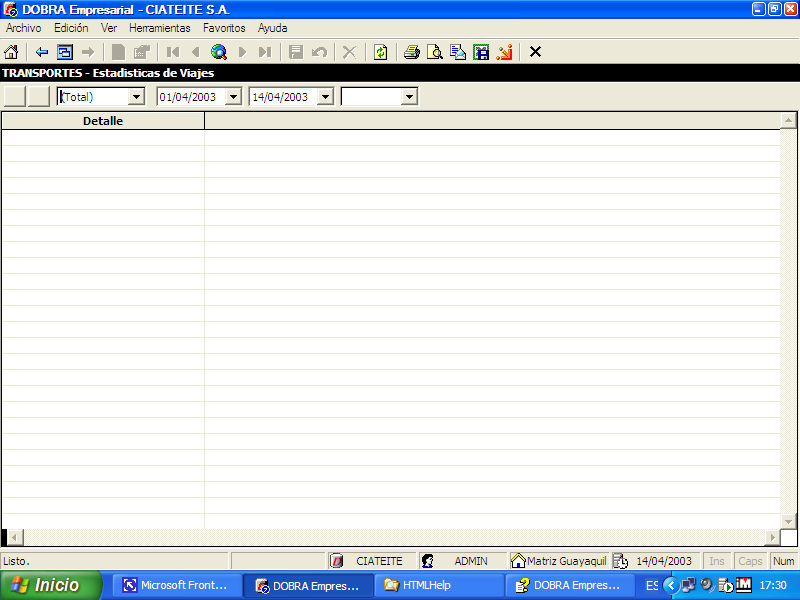 DOBRA Empresarial - CIATEITE S.A.
Archivo Edición Ver Herramientas Favoritos Ayuda
TRANSPORTES - Estadisticas de Viajes
(Total) 01/04/2003 14/04/2003
Detalle
Listo. CIATEITE ADMIN Matriz Guayaquil 14/04/2003 Ins Caps Num
Inicio Microsoft Front... DOBRA Empres... HTMLHelp DOBRA Empres... ES 17:30